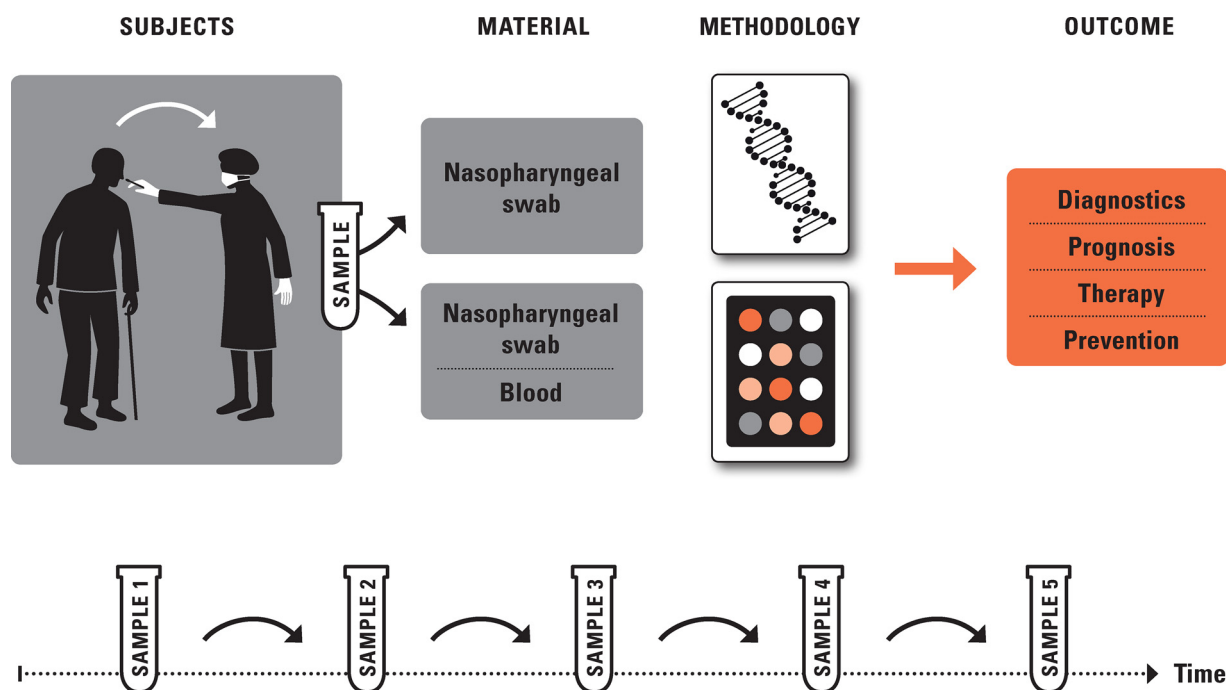 SUBJECTS
MATERIAL
METHODOLOGY
OUTCOME
SAMPLE
Nasopharyngeal
swab
Nasopharyngeal
swab
Blood
Diagnostics
Prognosis
Therapy
Prevention
SAMPLE 1
SAMPLE 2
SAMPLE 3
SAMPLE 4
SAMPLE 5
Time